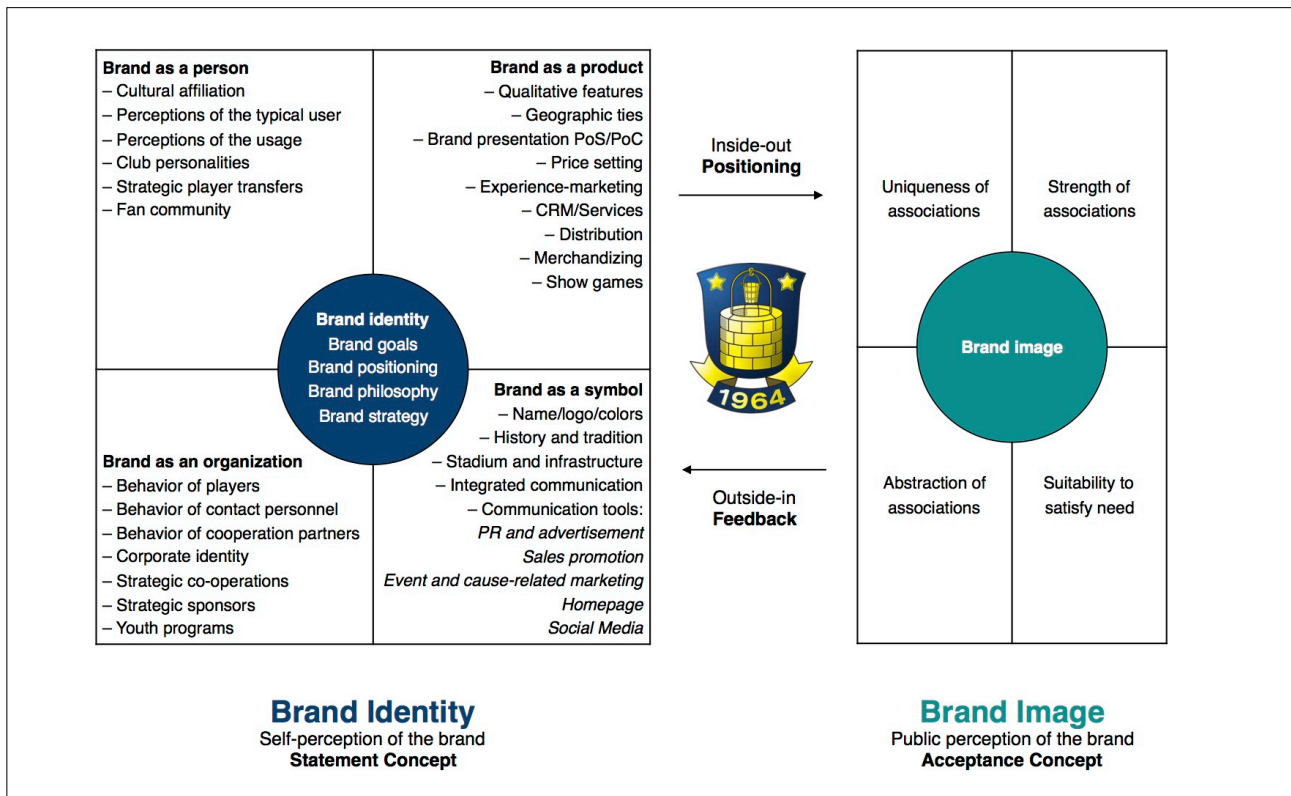 Brand as a person
– Cultural affiliation
– Perceptions of the typical user
– Perceptions of the usage
– Club personalities
– Strategic player transfers
– Fan community
Brand as a product
– Qualitative features
– Geographic ties
– Brand presentation PoS/PoC
– Price setting
– Experience-marketing
– CRM/Services
– Distribution
– Merchandizing
– Show games
Brand identity
Brand goals
Brand positioning
Brand philosophy
Brand strategy
Brand as an organization
– Behavior of players
– Behavior of contact personnel
– Behavior of cooperation partners
– Corporate identity
– Strategic co-operations
– Strategic sponsors
– Youth programs
Brand as a symbol
– Name/logo/colors
– History and tradition
– Stadium and infrastructure
– Integrated communication
– Communication tools:
PR and advertisement
Sales promotion
Event and cause-related marketing
Homepage
Social Media
Inside-out
Positioning
1964
Outside-in
Feedback
Uniqueness of
associations
Strength of
associations
Brand image
Abstraction of
associations
Suitability to
satisfy need
Brand Identity
Self-perception of the brand
Statement Concept
Brand Image
Public perception of the brand
Acceptance Concept